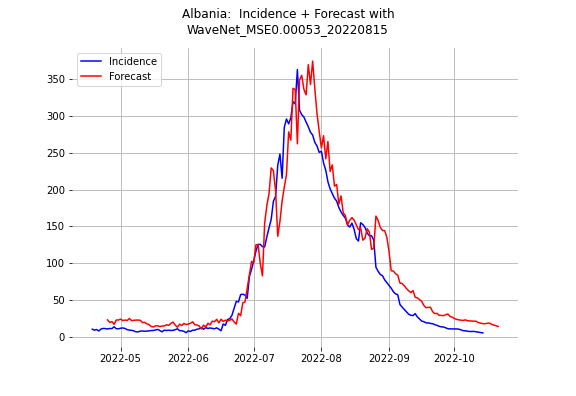 Albania:  Incidence + Forecast with
WaveNet_MSE0.00053_20220815
Incidence
Forecast
350
300
250
200
150
100
50
0
2022-05 2022-06 2022-07 2022-08 2022-09 2022-10